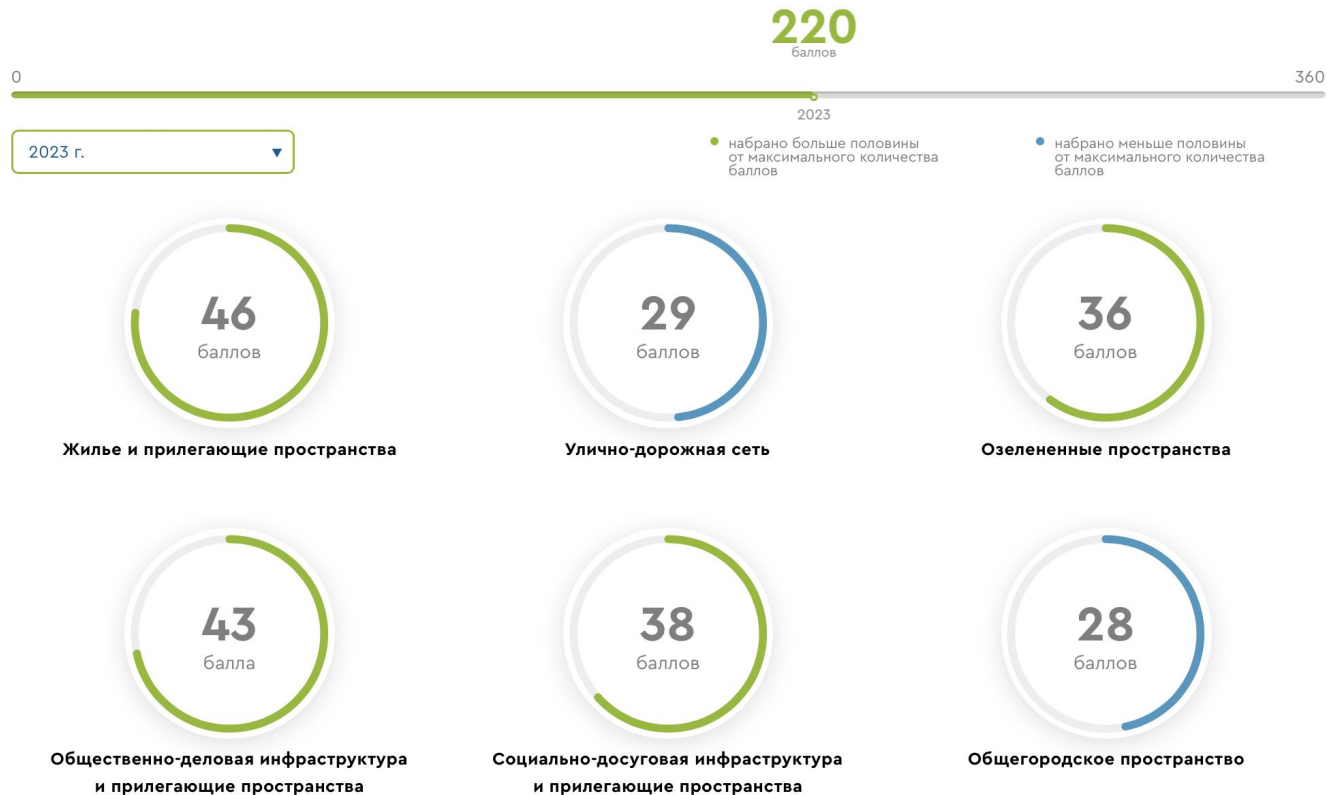 220
баллов
0
360
2023
2023 г.
набрано больше половины
от максимального количества
баллов
набрано меньше половины
от максимального количества
баллов
46
баллов
Жилье и прилегающие пространства
29
баллов
Улично-дорожная сеть
36
баллов
Озелененные пространства
43
балла
Общественно-деловая инфраструктура
и прилегающие пространства
38
баллов
Социально-досуговая инфраструктура
и прилегающие пространства
28
баллов
Общегородское пространство